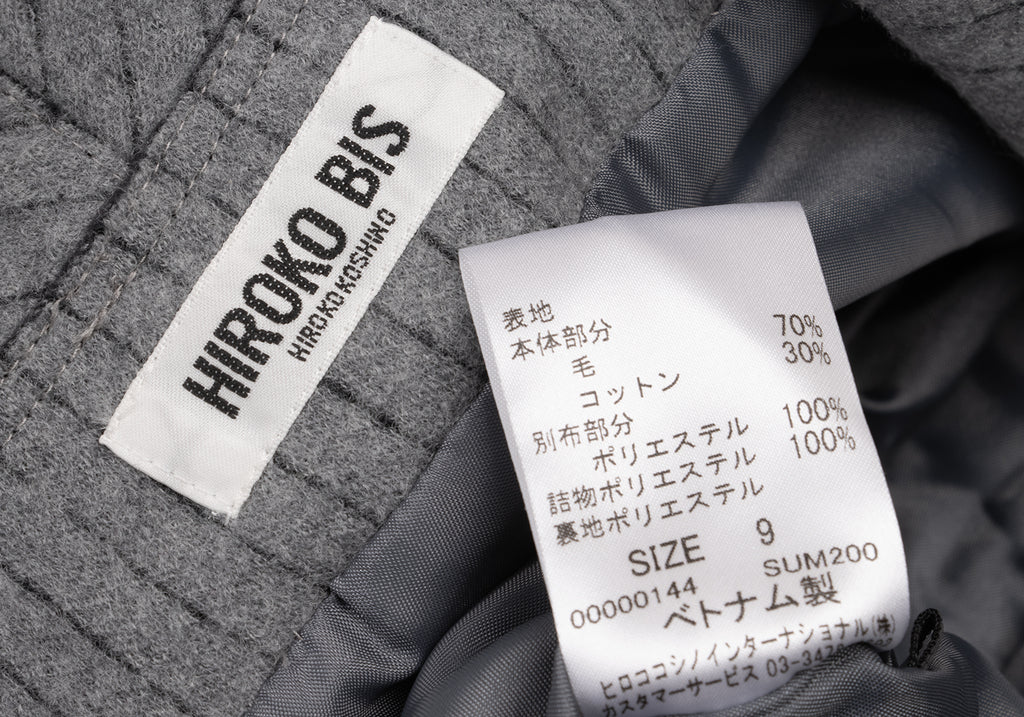 HIROKO BIS
HIROKO KOSHINO
表地
本体部分
毛 70%
コットン 30%
別布部分
ポリエステル 100%
詰物ポリエステル 100%
裏地ポリエステル
SIZE 9
00000144 SUM200
ベトナム製
ヒロココシノインターナショナル(株)
カスタマーサービス 03-347